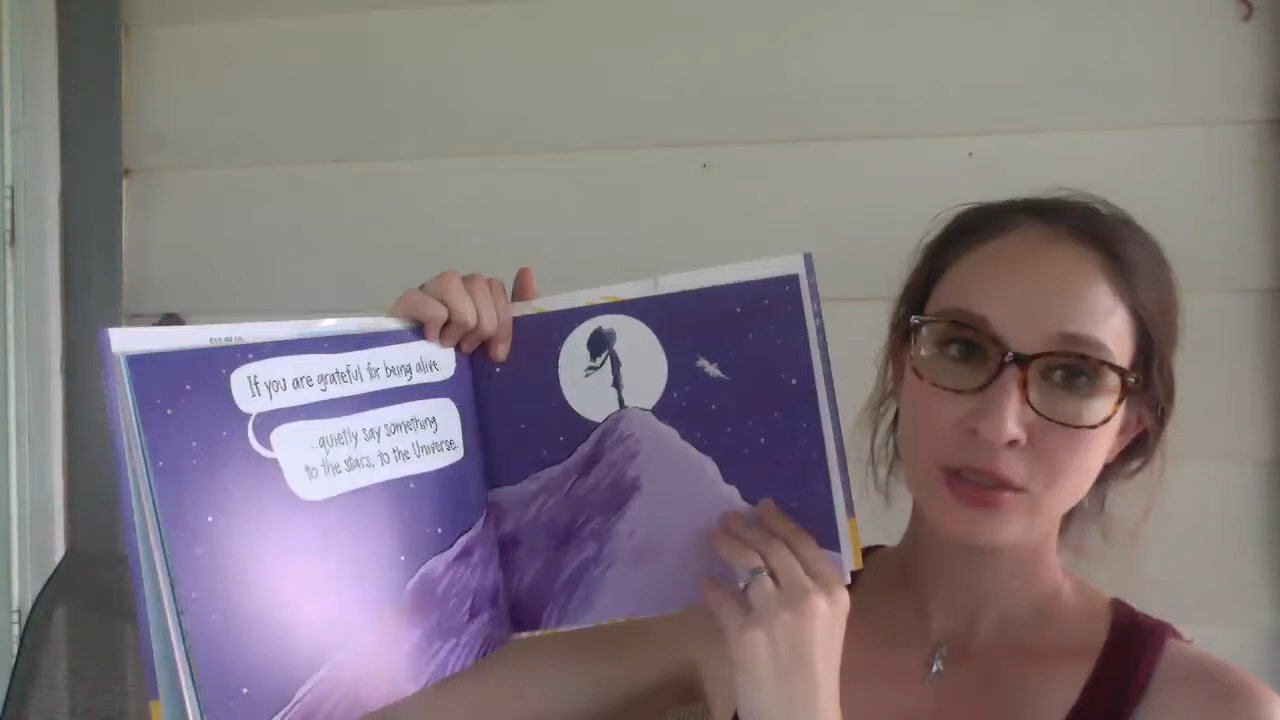 If you are grateful for being alive
...quietly say something
to the stars, to the Universe.